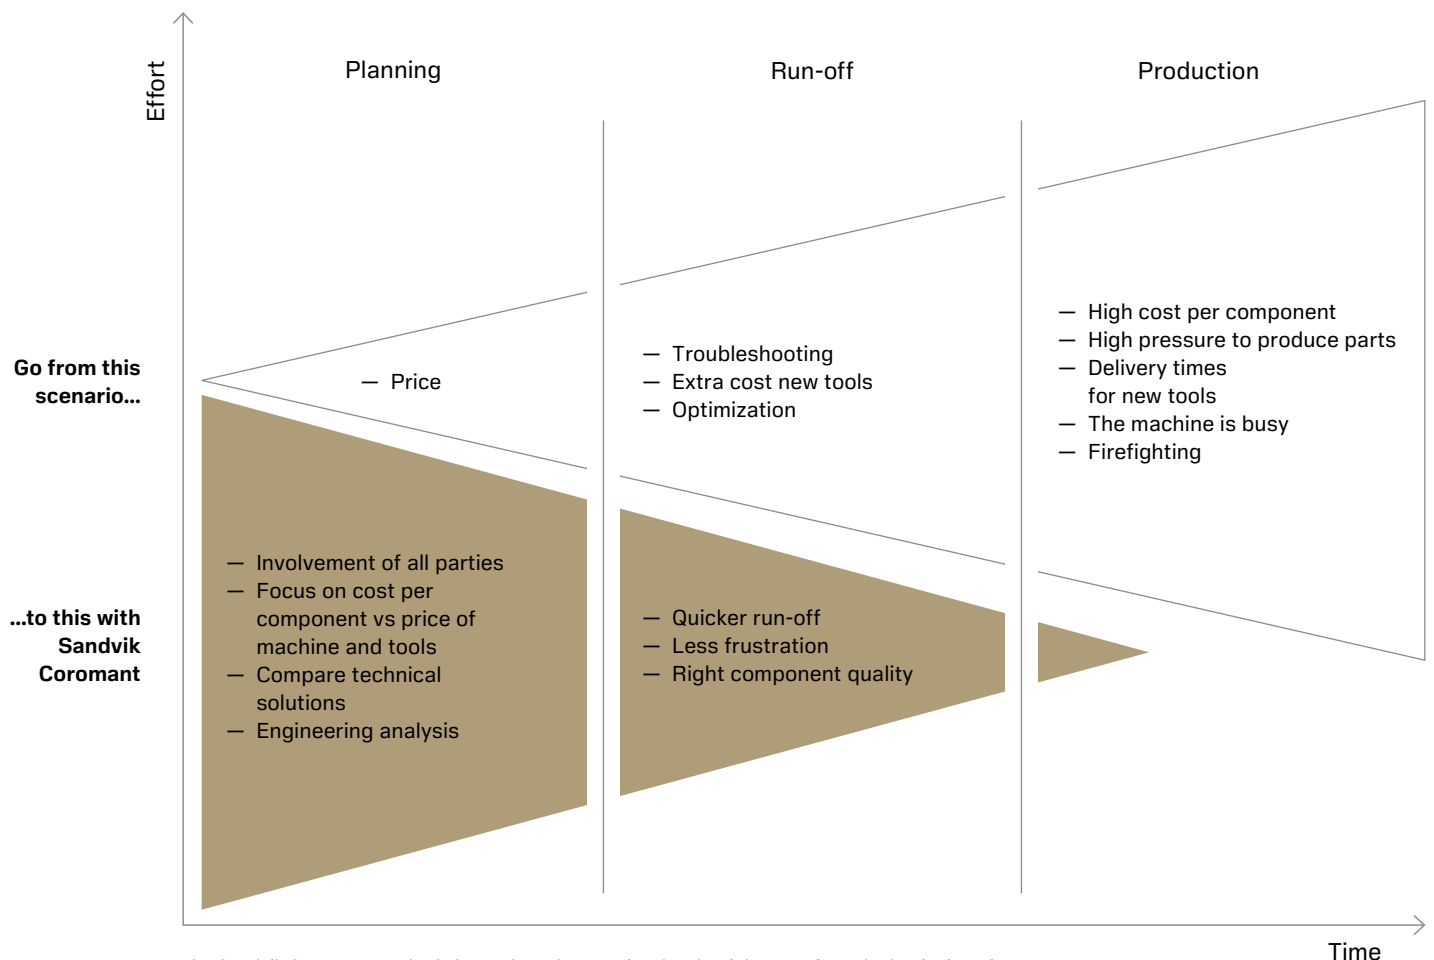 Effort
Planning
Run-off
Production
Go from this
scenario...
— Price
— Troubleshooting
— Extra cost new tools
— Optimization
— High cost per component
— High pressure to produce parts
— Delivery times
for new tools
— The machine is busy
— Firefighting
...to this with
Sandvik
Coromant
— Involvement of all parties
— Focus on cost per
component vs price of
machine and tools
— Compare technical
solutions
— Engineering analysis
— Quicker run-off
— Less frustration
— Right component quality
Time